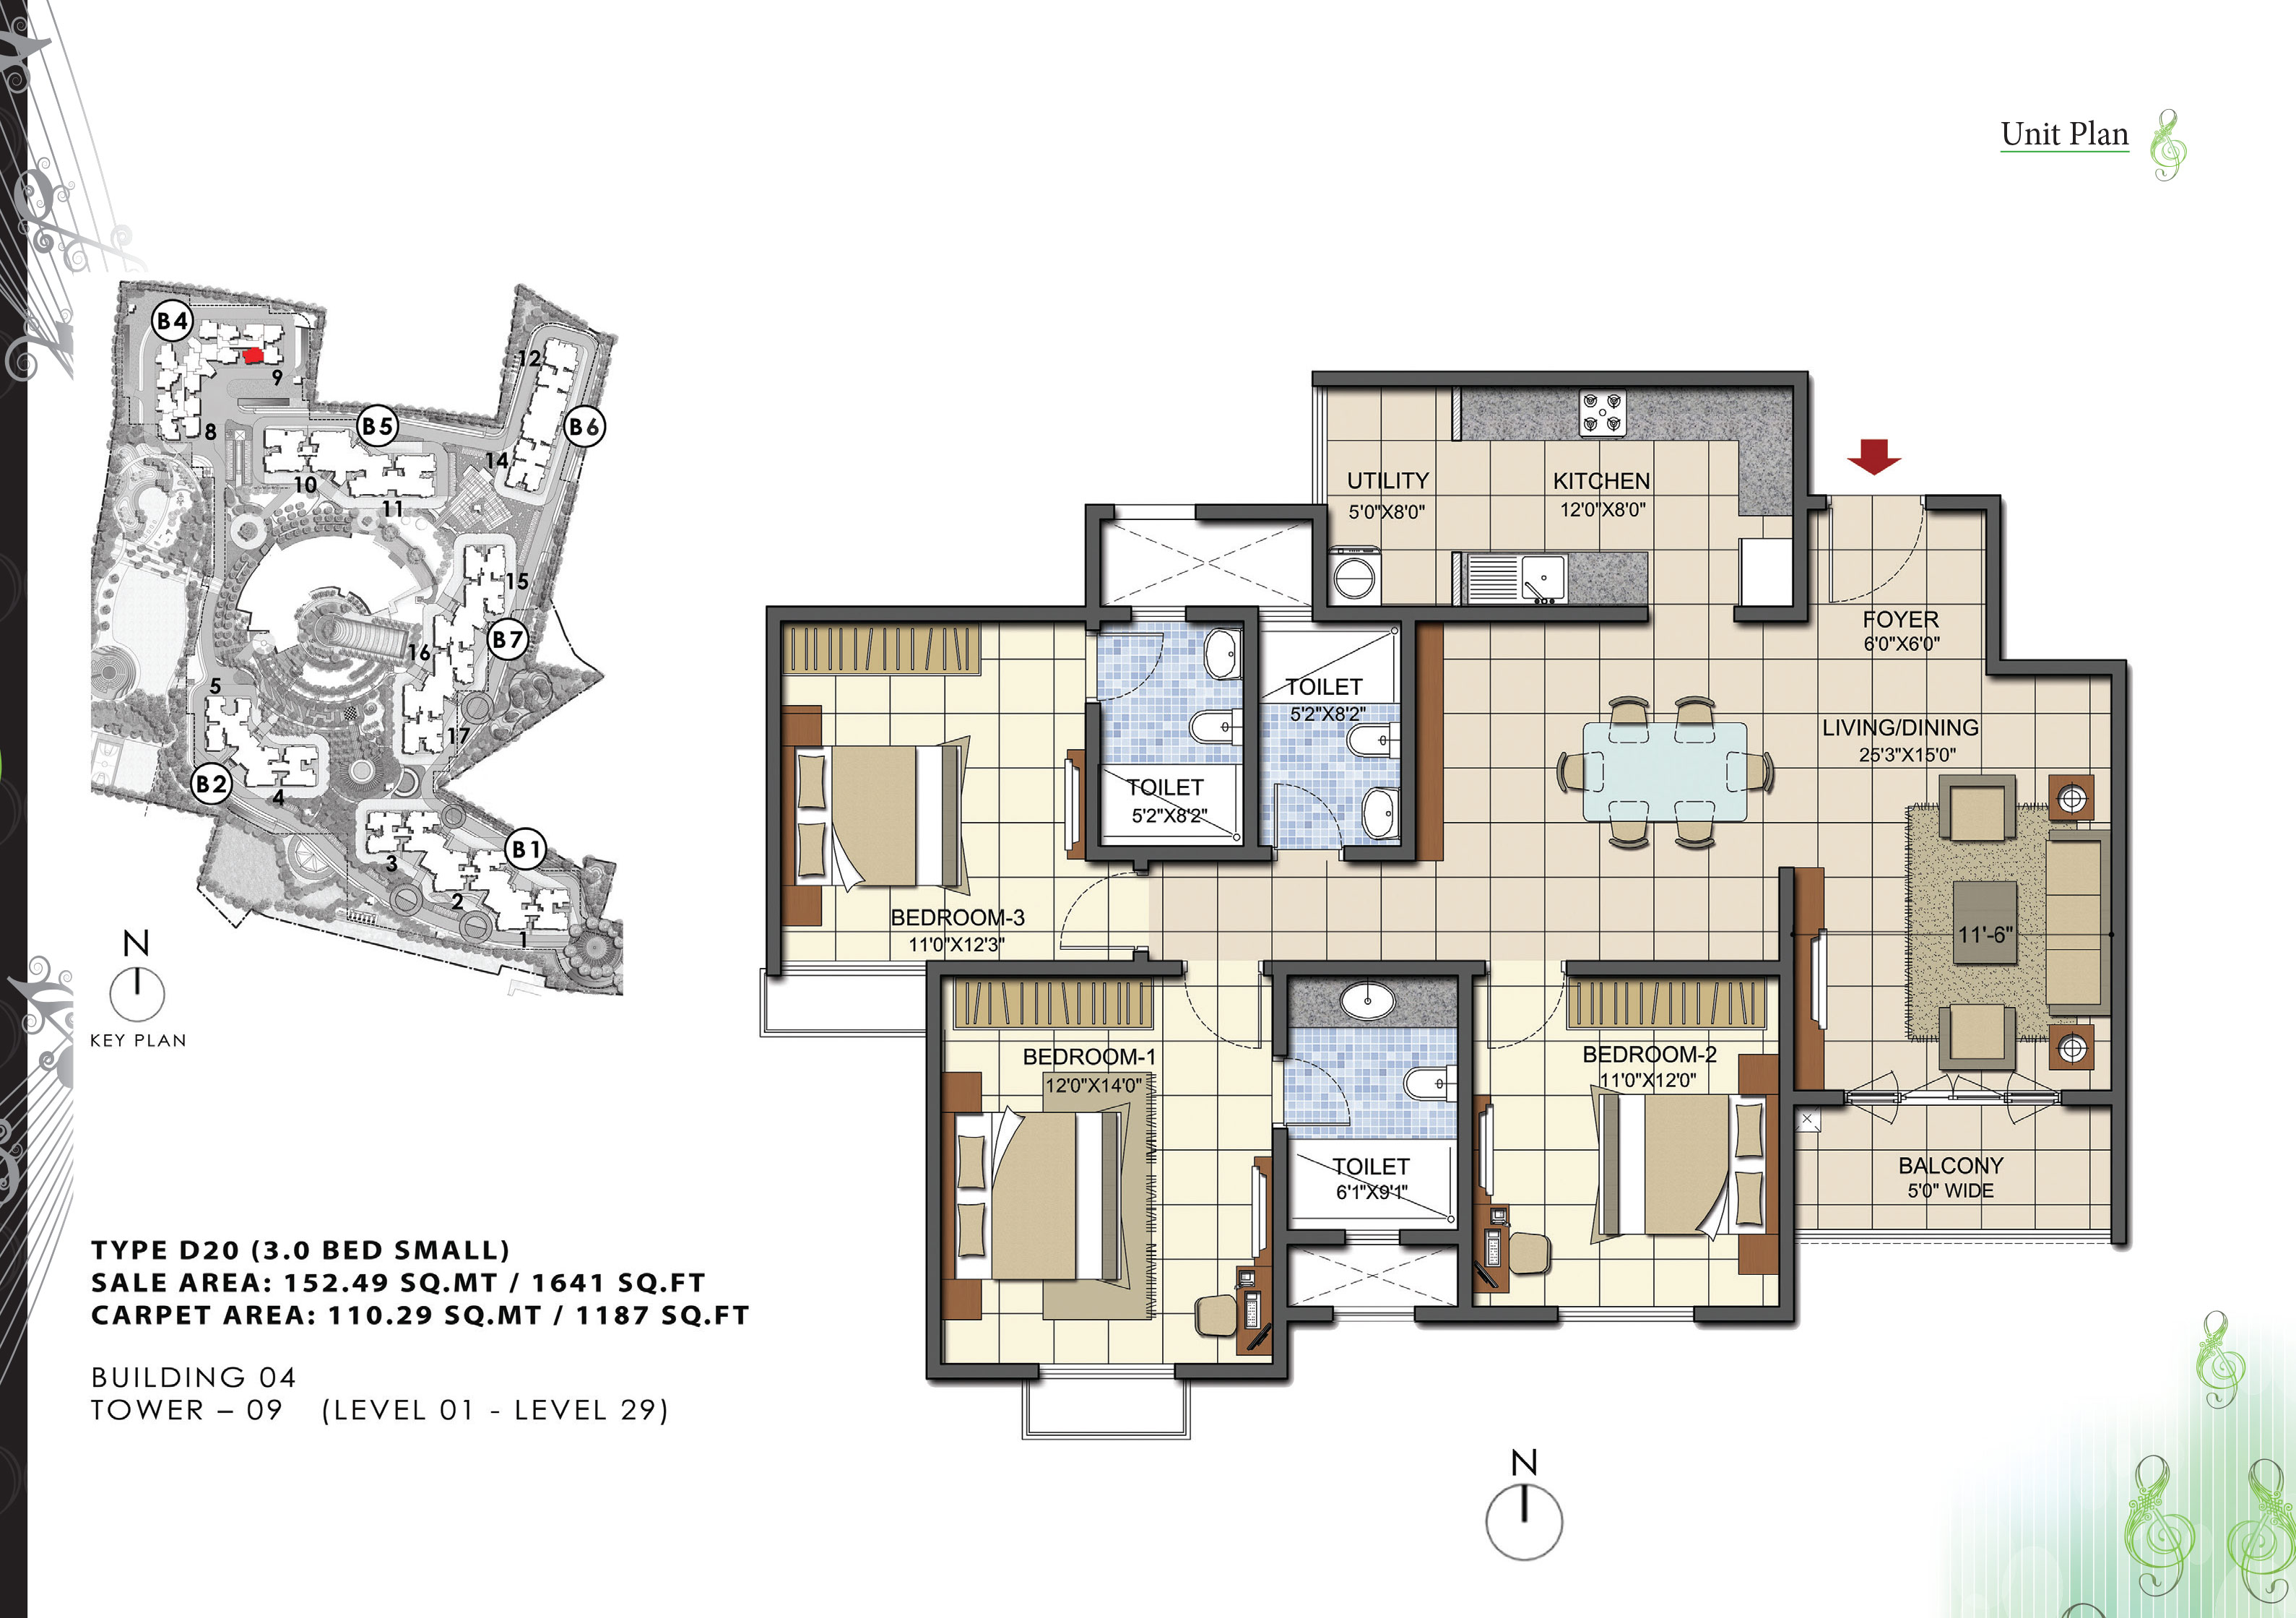 Unit Plan
B4
12
9
B5
B6
8
14
10
11
15
B7
16
5
17
B2
4
B1
3
2
1
N
KEY PLAN
TYPE D20 (3.0 BED SMALL)
SALE AREA: 152.49 SQ.MT / 1641 SQ.FT
CARPET AREA: 110.29 SQ.MT / 1187 SQ.FT
BUILDING 04
TOWER – 09 (LEVEL 01 - LEVEL 29)
UTILITY
5'0"X8'0"
KITCHEN
12'0"X8'0"
FOYER
6'0"X6'0"
TOILET
5'2"X8'2"
LIVING/DINING
25'3"X15'0"
TOILET
5'2"X8'2"
BEDROOM-3
11'0"X12'3"
11'-6"
BEDROOM-1
12'0"X14'0"
BEDROOM-2
11'0"X12'0"
TOILET
6'1"X9'1"
BALCONY
5'0" WIDE
N